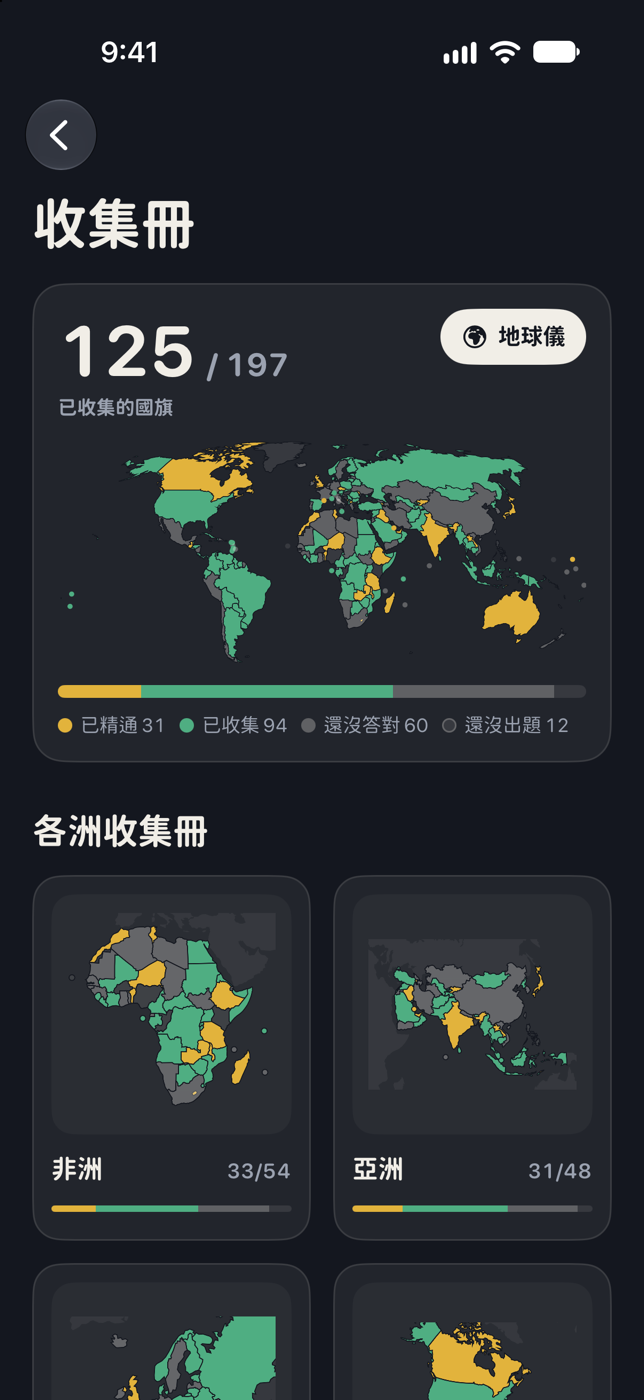 9:41
收集冊
125 / 197
地球儀
已收集的國旗
已精通 31 已收集 94 還沒答對 60 還沒出題 12
各洲收集冊
非洲 33/54
亞洲 31/48